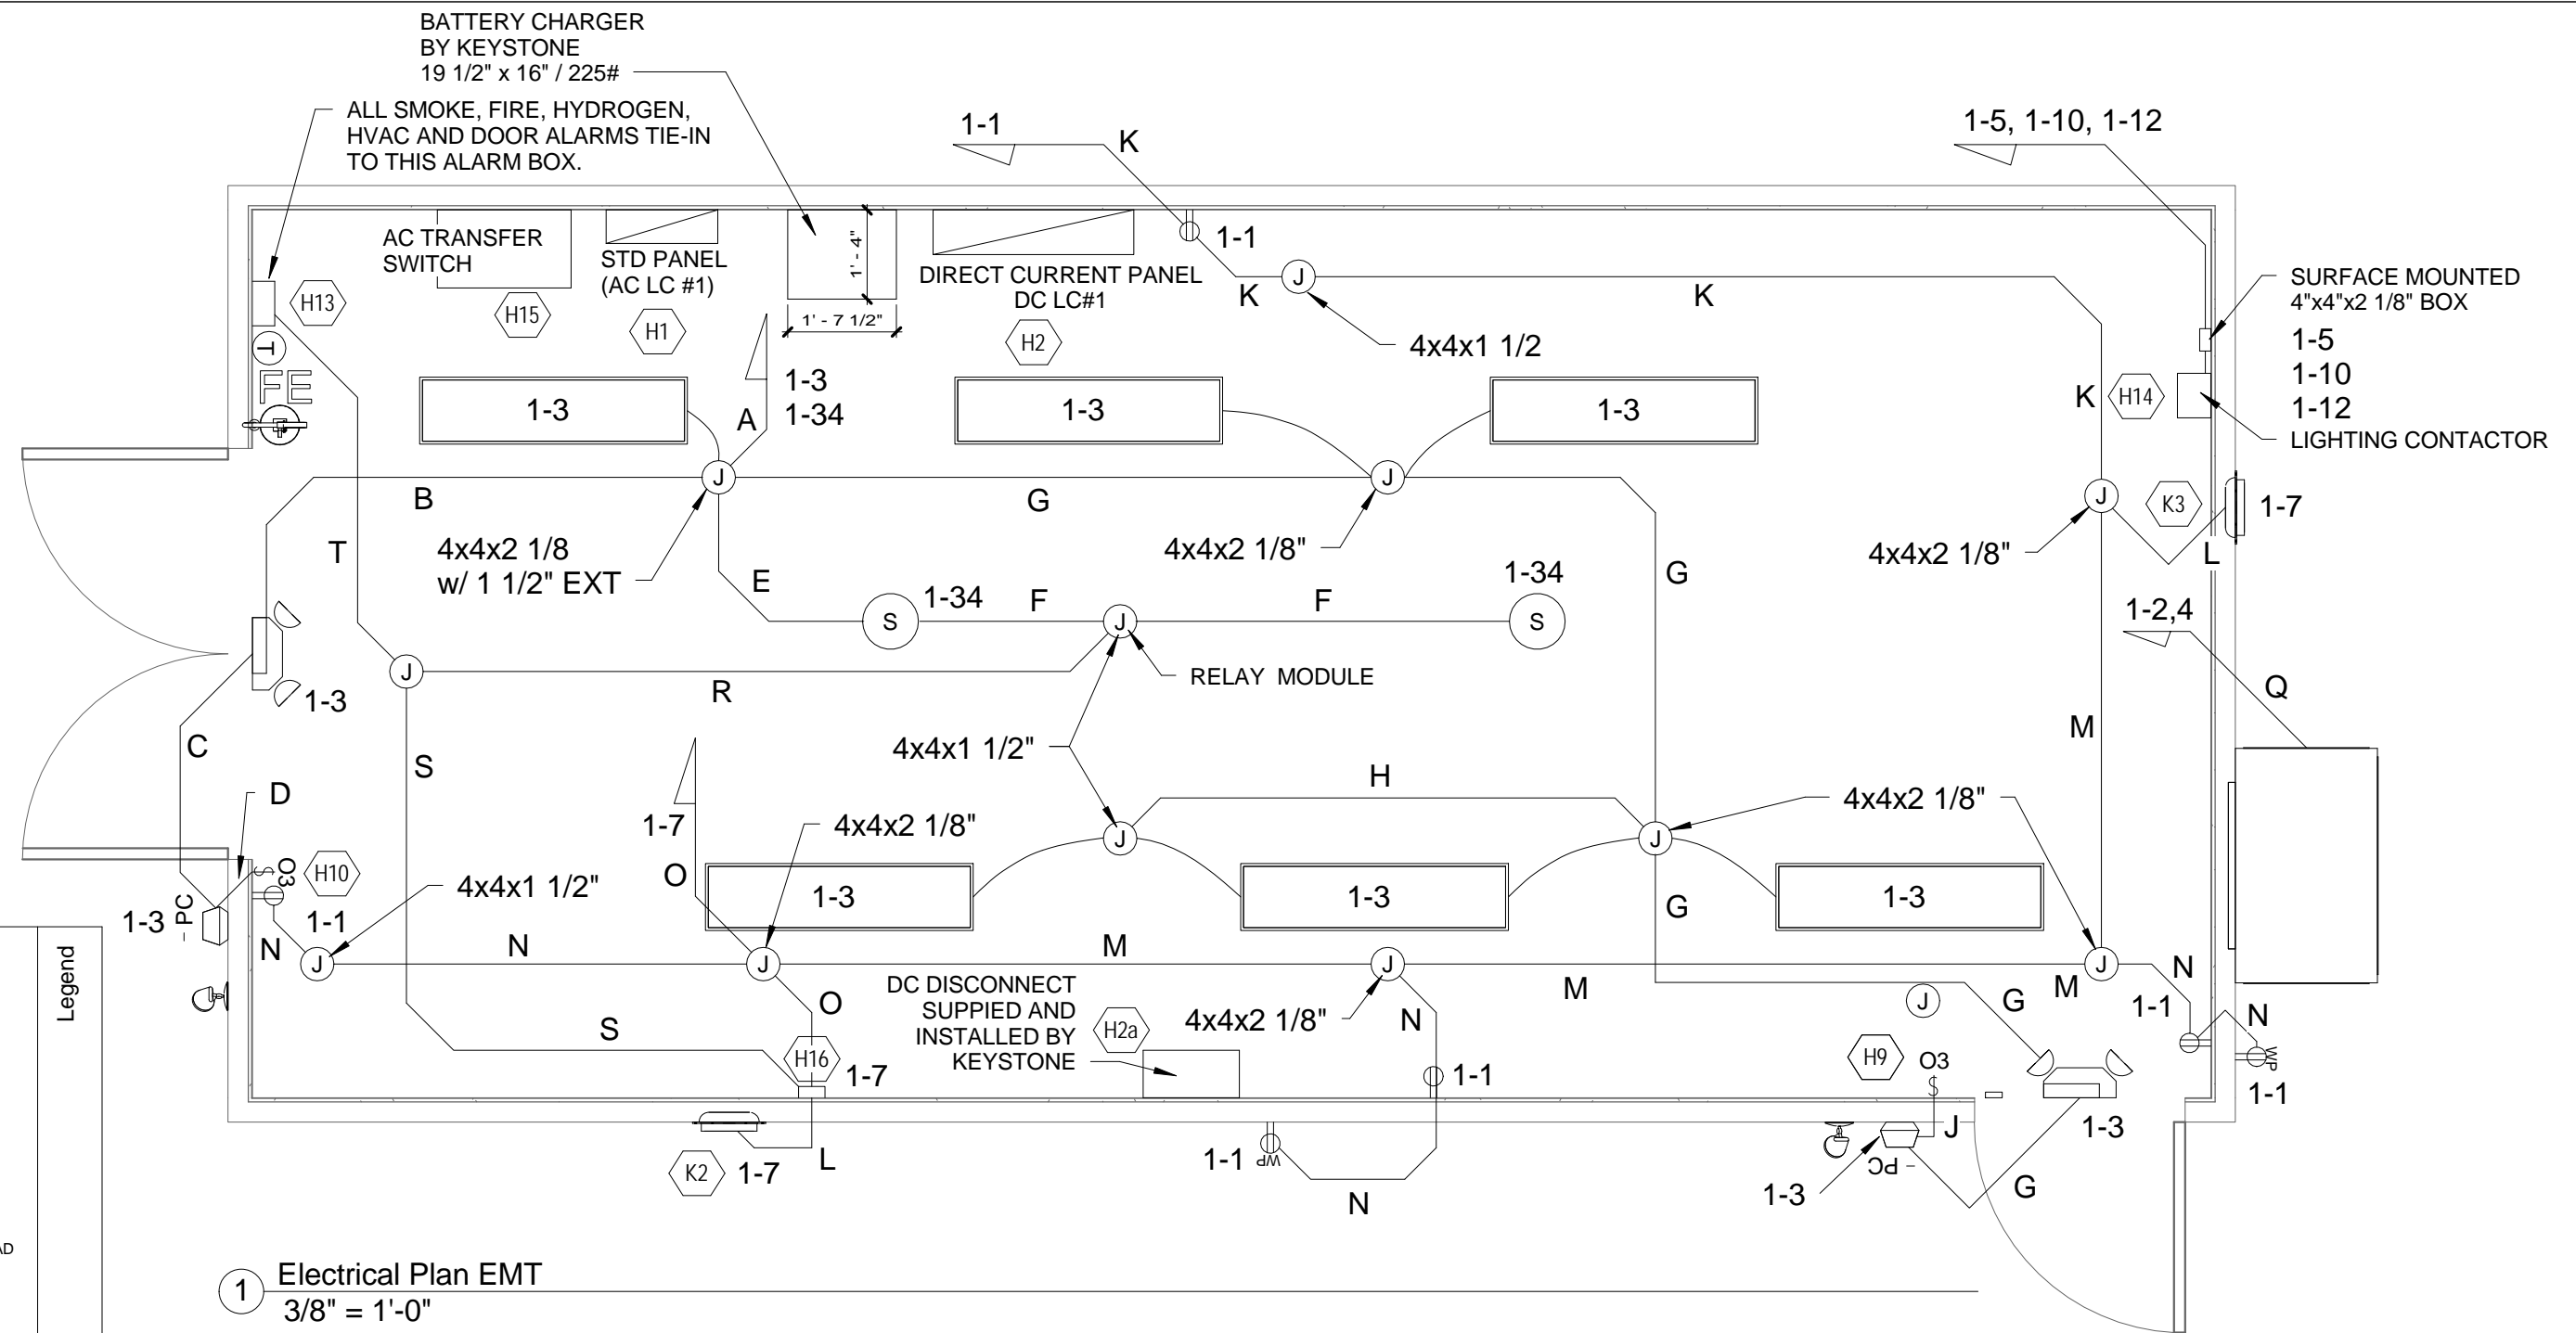 BATTERY CHARGER
BY KEYSTONE
19 1/2" x 16" / 225#
ALL SMOKE, FIRE, HYDROGEN,
HVAC AND DOOR ALARMS TIE-IN
TO THIS ALARM BOX.
1-1
K
1-5, 1-10, 1-12
AC TRANSFER
SWITCH
STD PANEL
(AC LC #1)
1' - 4"
1' - 7 1/2"
DIRECT CURRENT PANEL
DC LC#1
1-1
K
J
K
SURFACE MOUNTED
4"x4"x2 1/8" BOX
1-5
1-10
1-12
LIGHTING CONTACTOR
H13
H15
H1
H2
4x4x1 1/2
T
FE
1-3
1-34
A
K
H14
1-3
1-3
1-3
B
J
G
J
J
K3
1-7
T
4x4x2 1/8
w/ 1 1/2" EXT
4x4x2 1/8"
4x4x2 1/8"
L
E
G
1-34
1-34
S
F
J
F
S
1-2,4
J
R
RELAY MODULE
Q
1-3
C
S
4x4x1 1/2"
M
D
H
1-7
4x4x2 1/8"
4x4x2 1/8"
J
J
O3
S
H10
4x4x1 1/2"
O
1-3
1-3
1-3
G
1-3
- PC
1-1
N
J
N
J
M
J
M
M
J
N
DC DISCONNECT
SUPPIED AND
INSTALLED BY
KEYSTONE
H2a
4x4x2 1/8"
N
O
S
J
G
1-1
N
H16
1-7
1-1
H9
O3
S
WP
1-1
K2
1-7
L
1-1
WP
N
J
- PC
1-3
G
1-3
Legend
AD
1
Electrical Plan EMT
3/8" = 1'-0"